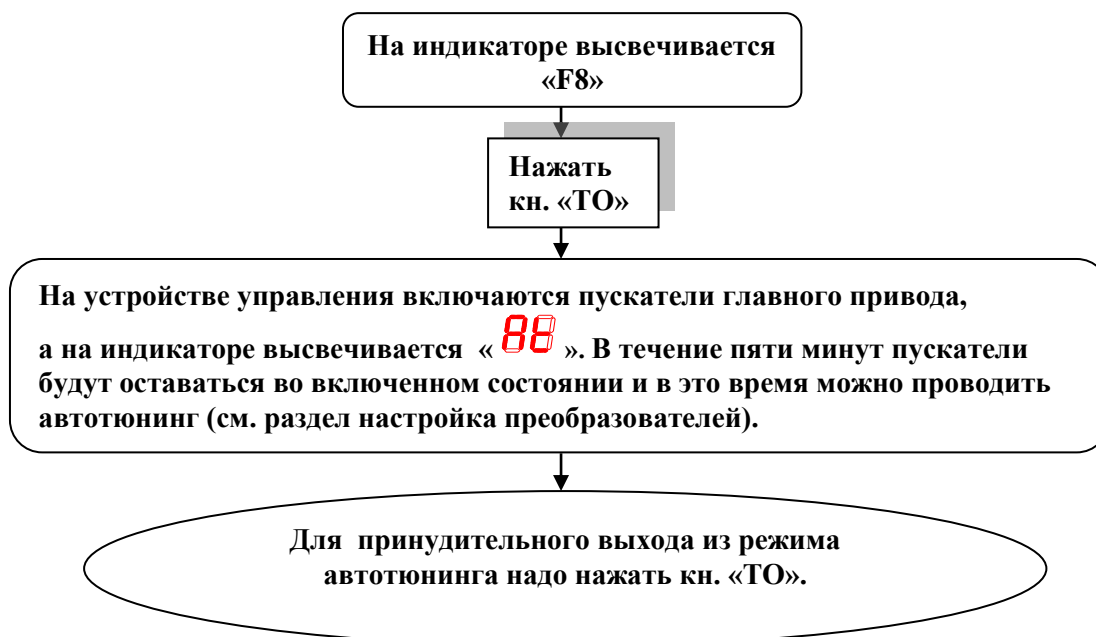 На индикаторе высвечивается
«F8»
Нажать
кн. «ТО»
На устройстве управления включаются пускатели главного привода,
а на индикаторе высвечивается « At ». В течение пяти минут пускатели
будут оставаться во включенном состоянии и в это время можно проводить
автотюнинг (см. раздел настройка преобразователей).
Для принудительного выхода из режима
автотюнинга надо нажать кн. «ТО».